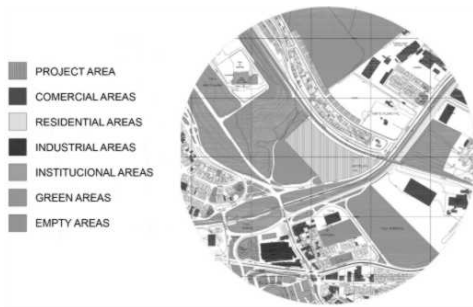 PROJECT AREA
COMERCIAL AREAS
RESIDENTIAL AREAS
INDUSTRIAL AREAS
INSTITUCIONAL AREAS
GREEN AREAS
EMPTY AREAS